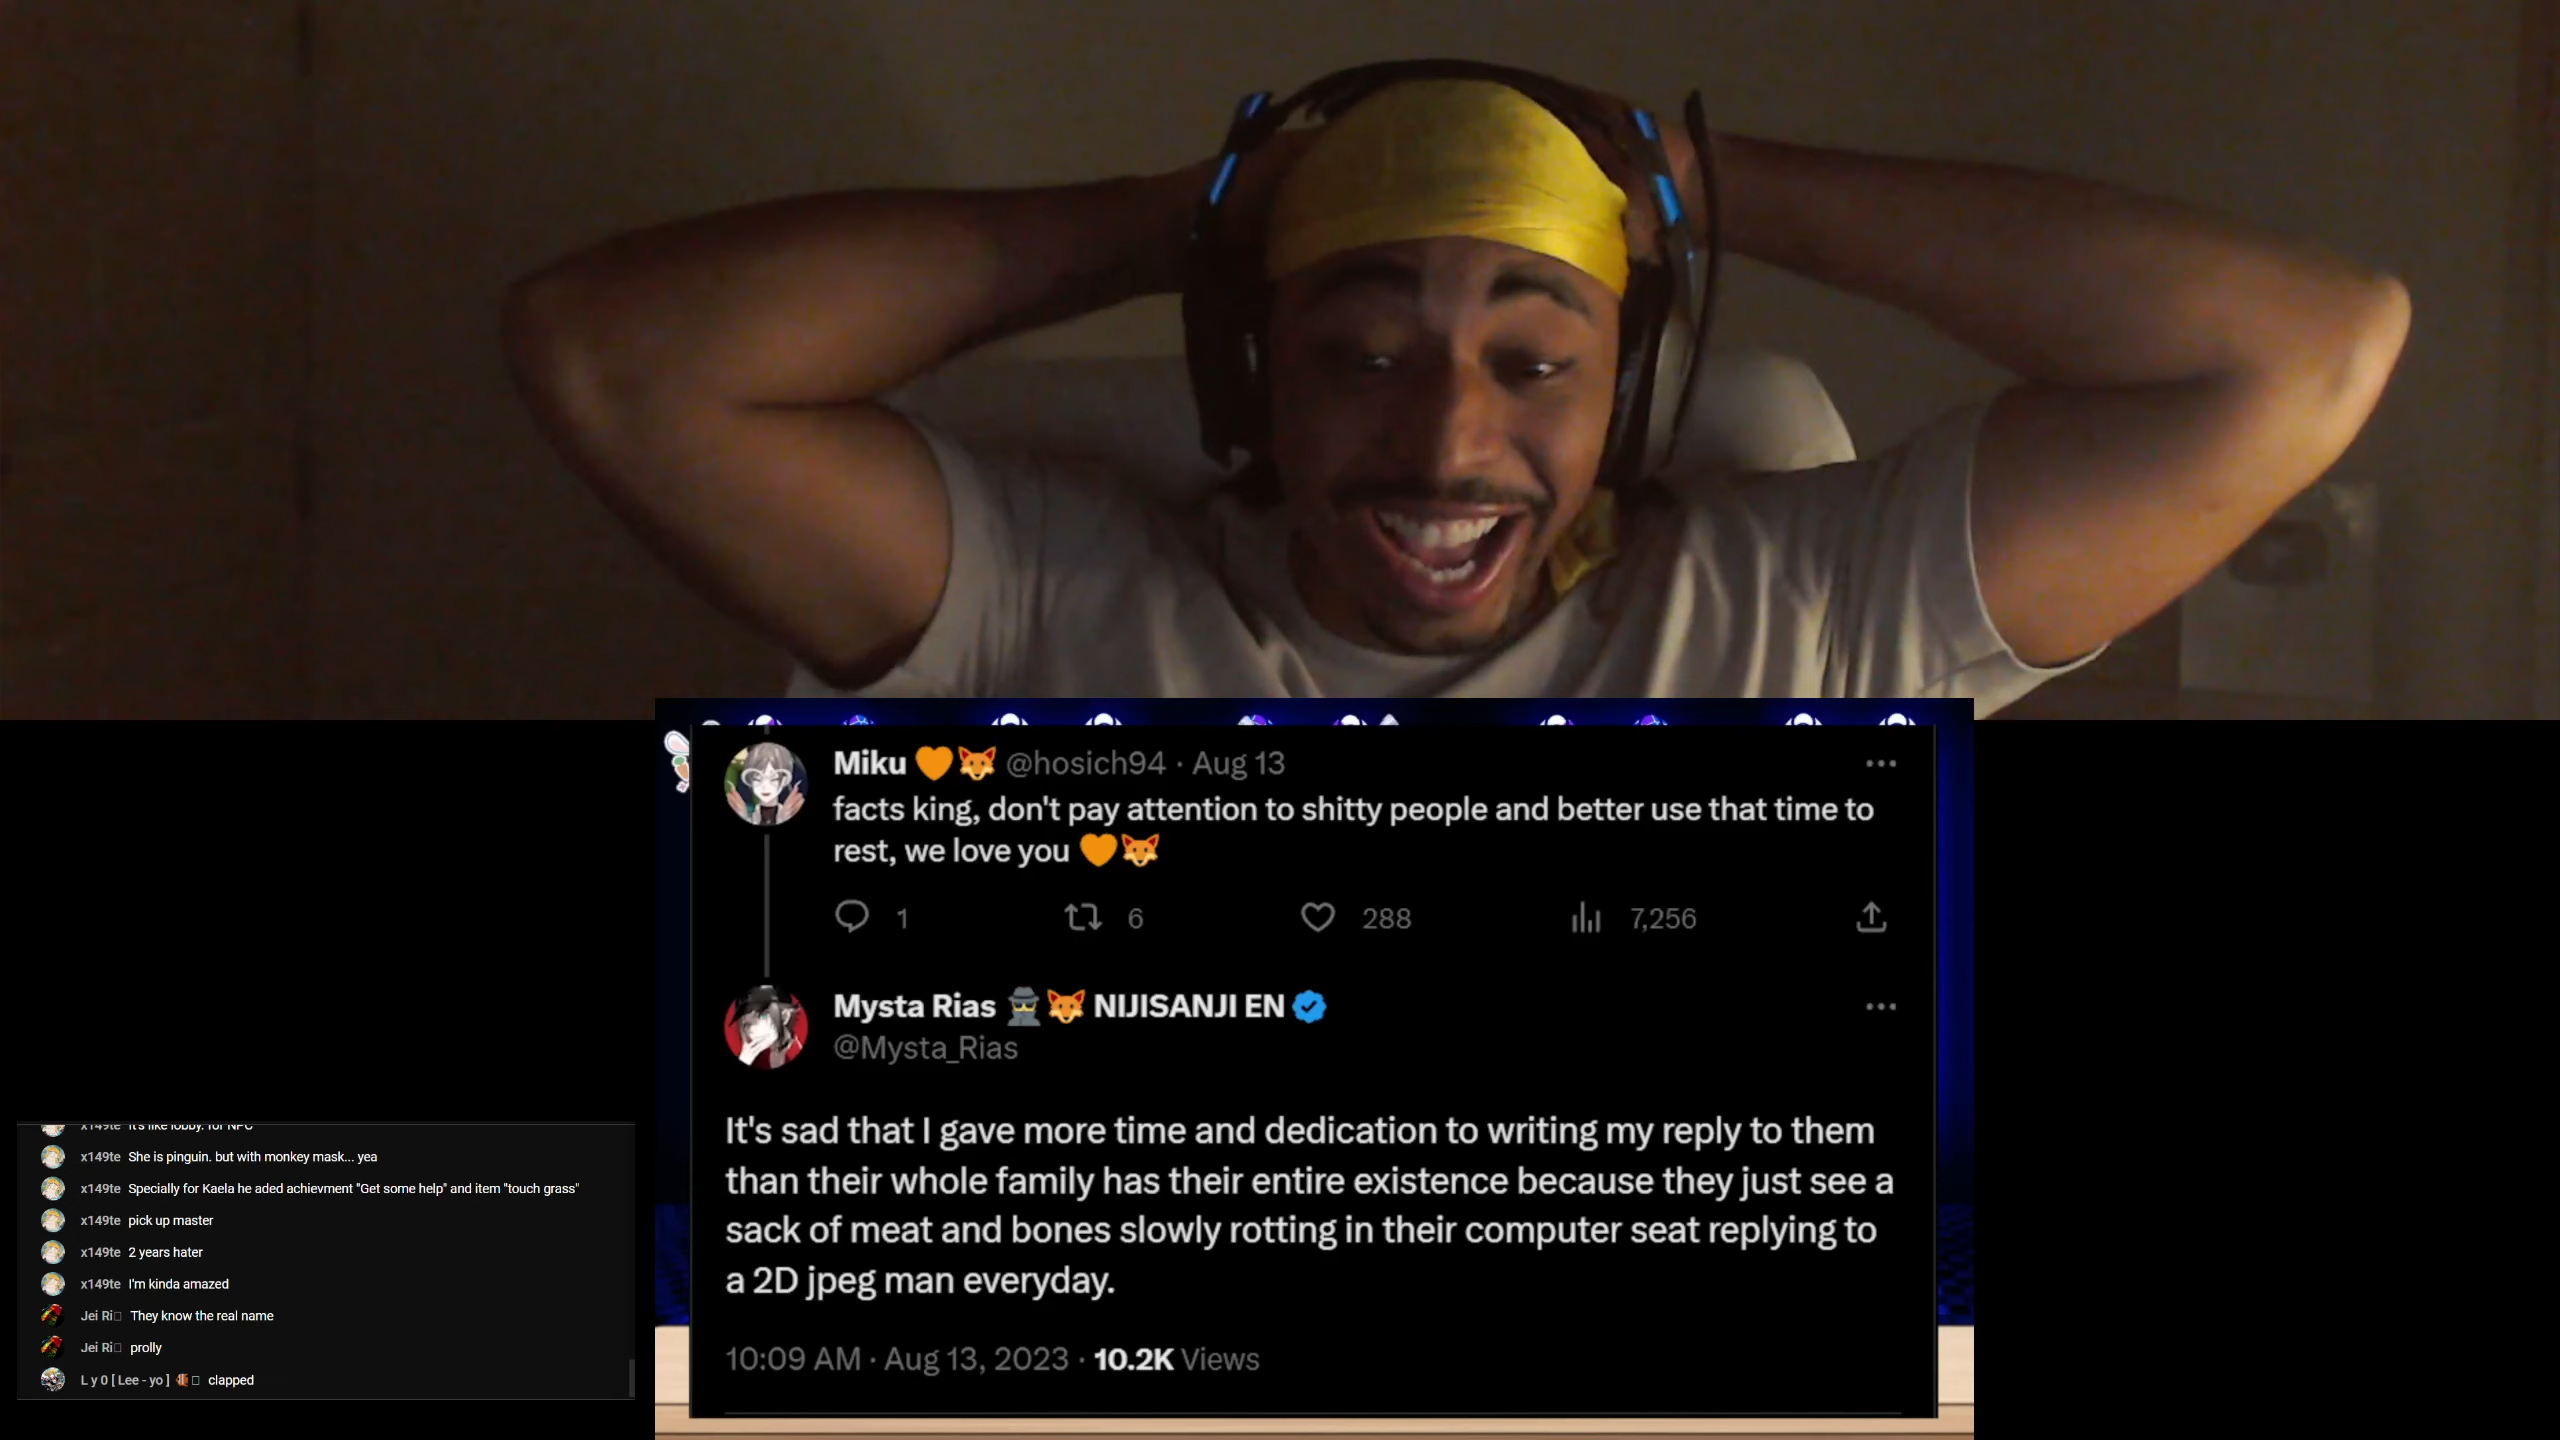 Miku 🧡🦊 @hosich94 · Aug 13
facts king, don't pay attention to shitty people and better use that time to
rest, we love you 🧡🦊
1 6 288 7,256
Mysta Rias 🕵️🦊 NIJISANJI EN
@Mysta_Rias
It's sad that I gave more time and dedication to writing my reply to them
than their whole family has their entire existence because they just see a
sack of meat and bones slowly rotting in their computer seat replying to
a 2D jpeg man everyday.
10:09 AM · Aug 13, 2023 · 10.2K Views
x149te It's like lobby. for NPC
x149te She is pinguin. but with monkey mask... yea
x149te Specially for Kaela he aded achievment "Get some help" and item "touch grass"
x149te pick up master
x149te 2 years hater
x149te I'm kinda amazed
Jei Ri▯ They know the real name
Jei Ri▯ prolly
L y 0 [ Lee - yo ] 🐠▯ clapped